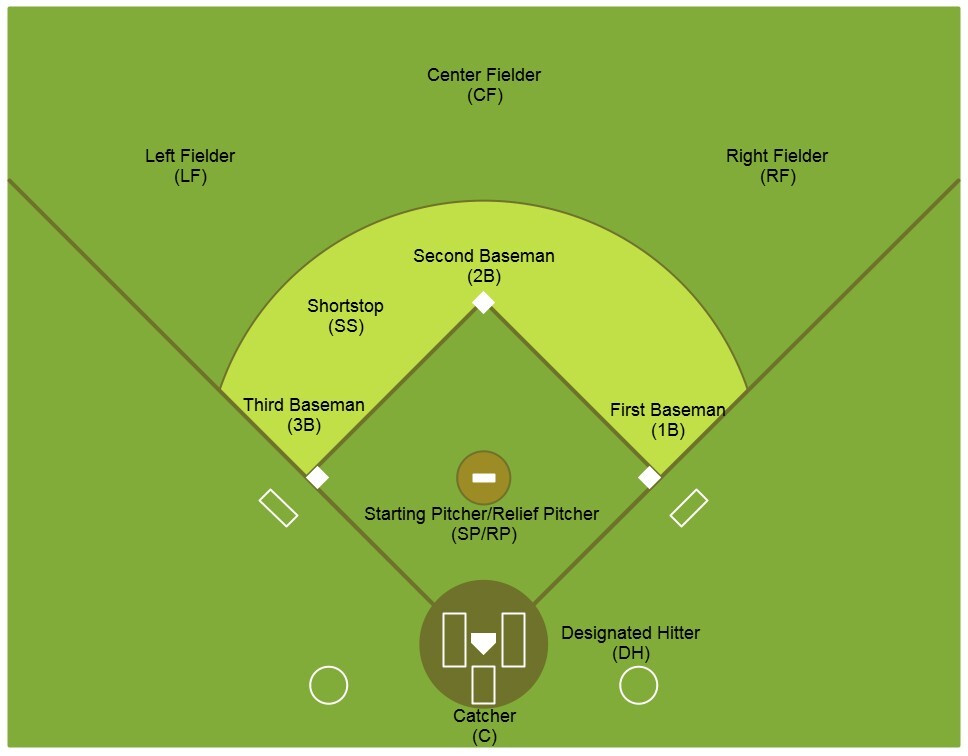 Center Fielder
(CF)
Left Fielder
(LF)
Right Fielder
(RF)
Second Baseman
(2B)
Shortstop
(SS)
Third Baseman
(3B)
First Baseman
(1B)
Starting Pitcher/Relief Pitcher
(SP/RP)
Designated Hitter
(DH)
Catcher
(C)